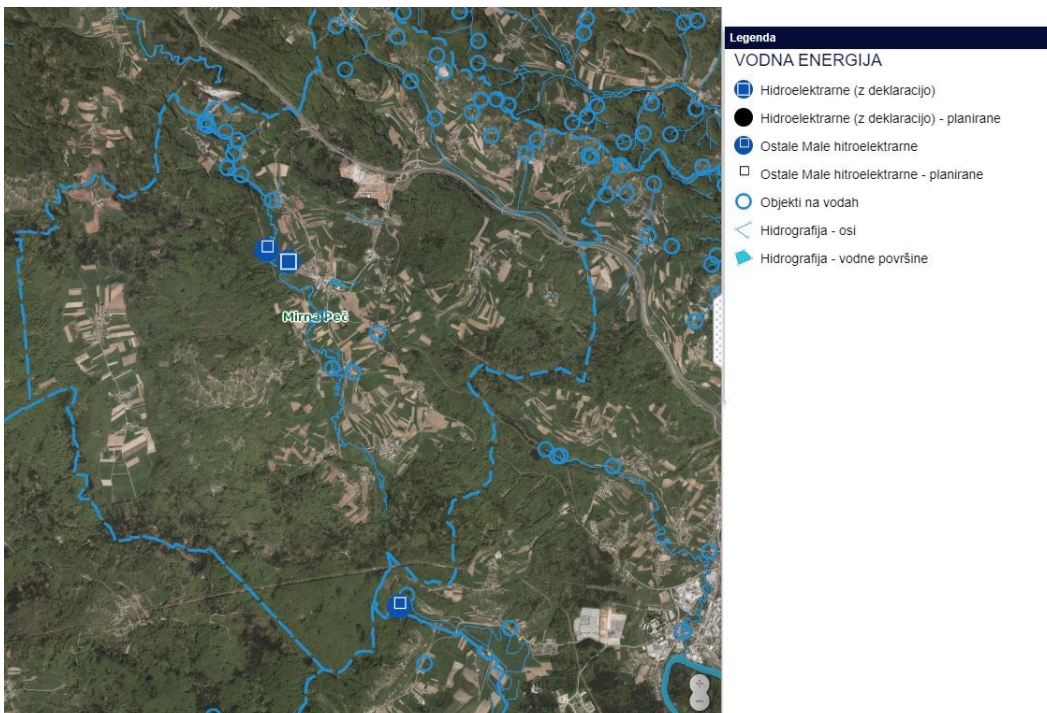 Legenda
VODNA ENERGIJA
Hidroelektrarne (z deklaracijo)
Hidroelektrarne (z deklaracijo) - planirane
Ostale Male hitroelektrarne
Ostale Male hitroelektrarne - planirane
Objekti na vodah
Hidrografija - osi
Hidrografija - vodne površine
Mirna Peč